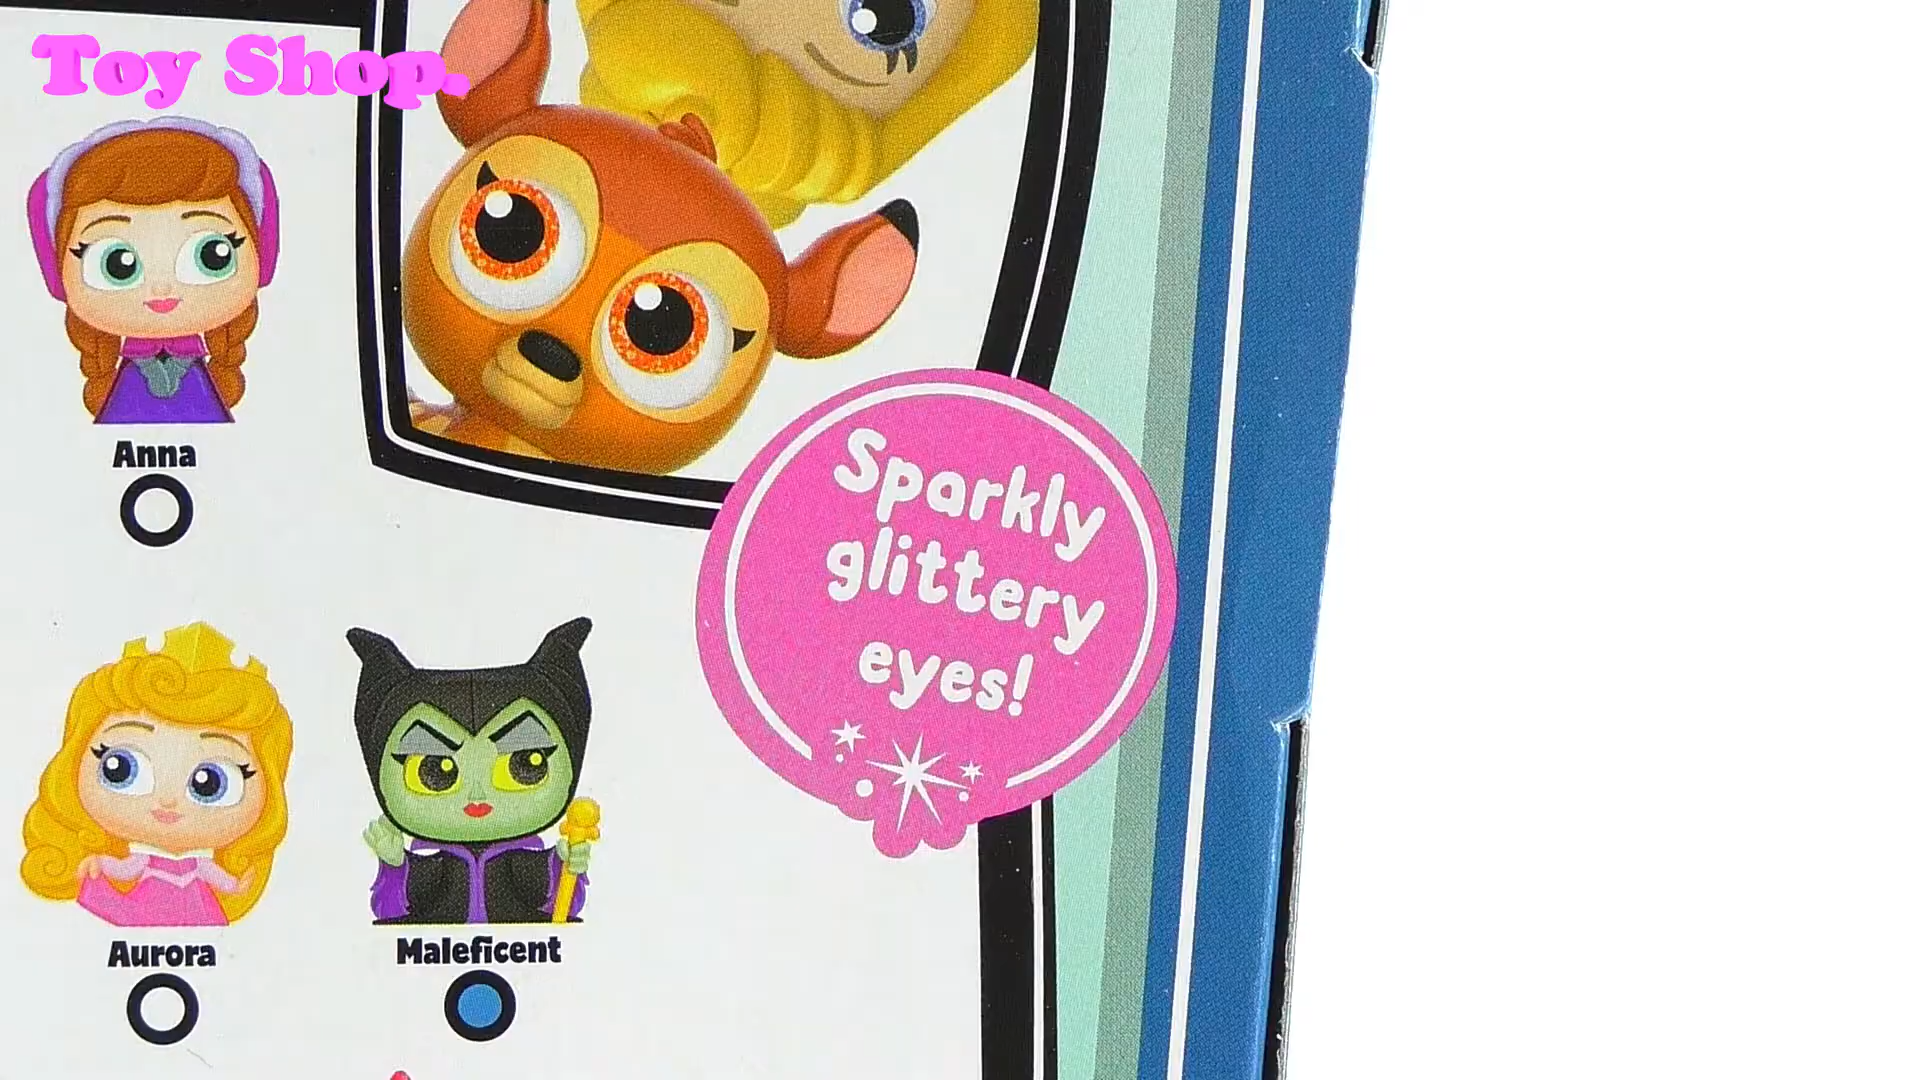 Toy Shop.
Anna
Sparkly
glittery
eyes!
Aurora
Maleficent